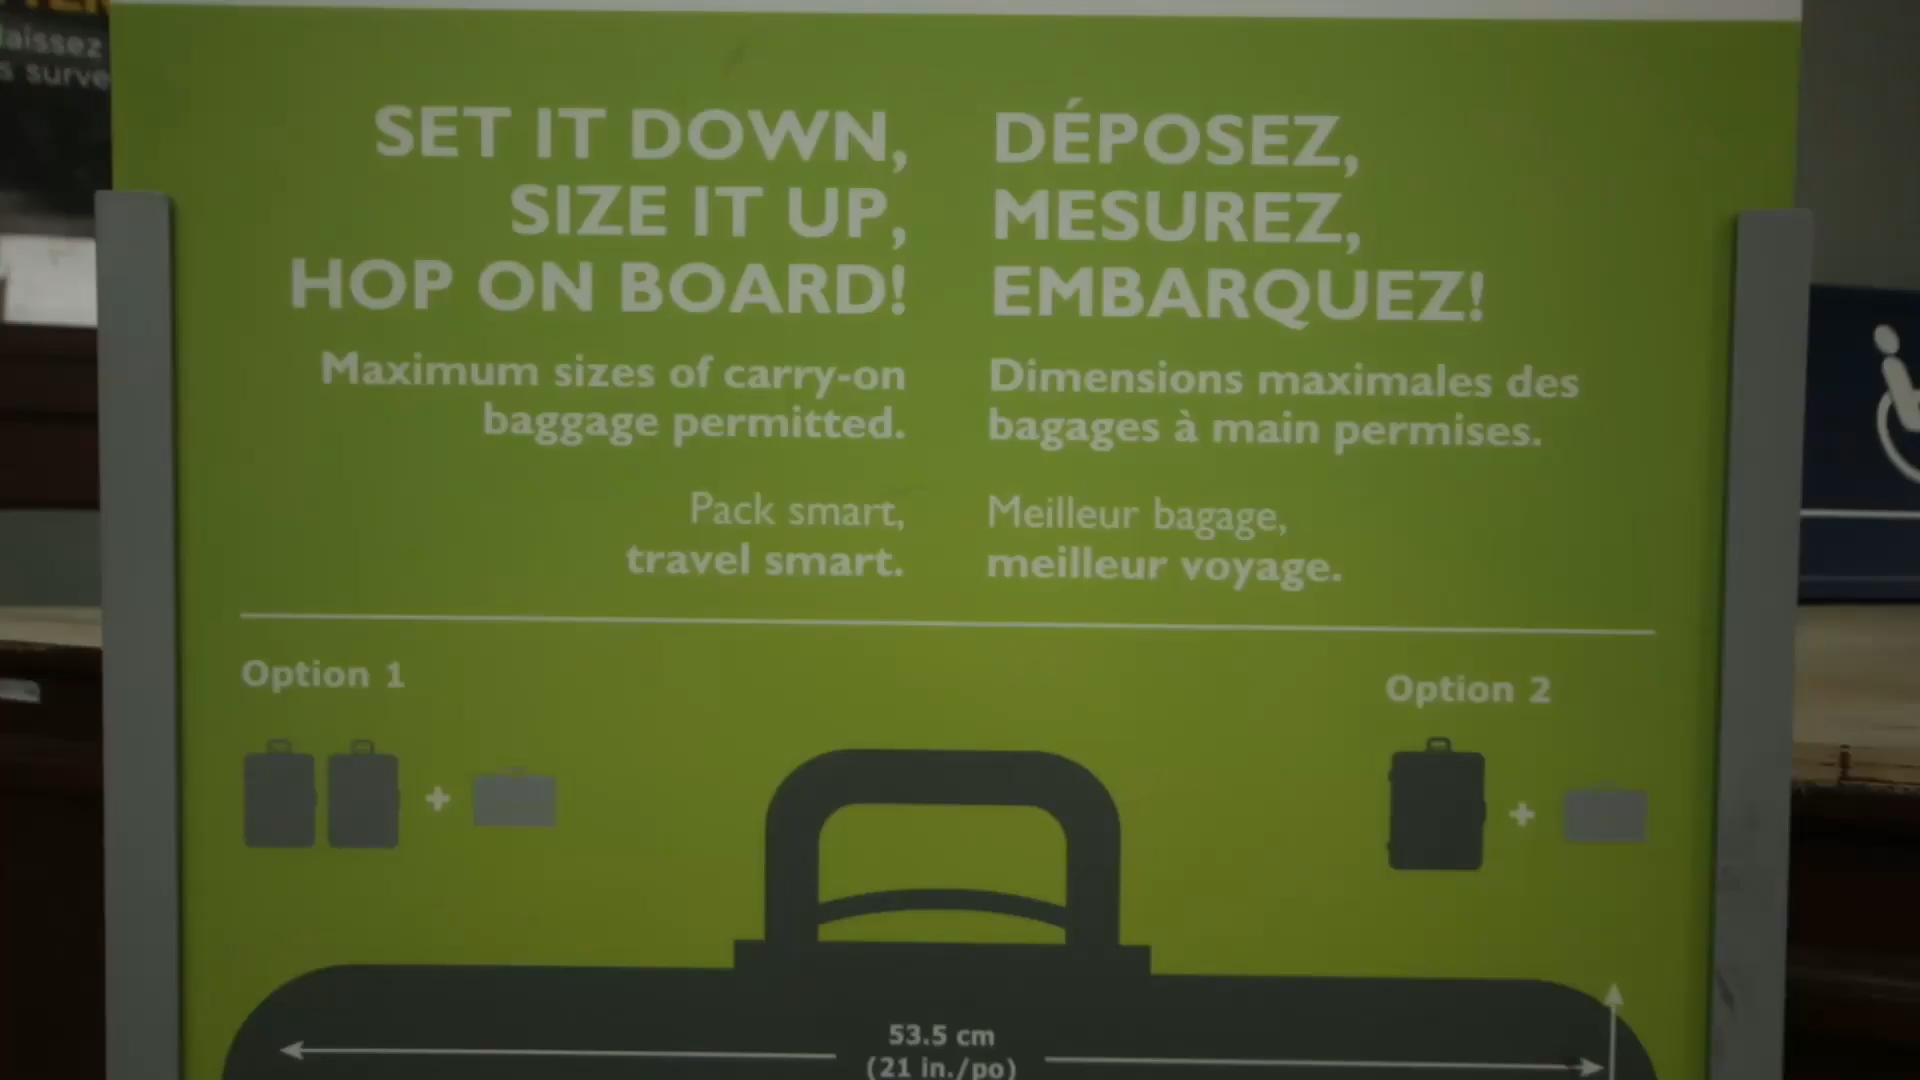 laissez
s surve
SET IT DOWN,
SIZE IT UP,
HOP ON BOARD!
Maximum sizes of carry-on
baggage permitted.
Pack smart,
travel smart.
DÉPOSEZ,
MESUREZ,
EMBARQUEZ!
Dimensions maximales des
bagages à main permises.
Meilleur bagage,
meilleur voyage.
Option 1
+
Option 2
+
53.5 cm
(21 in./po)